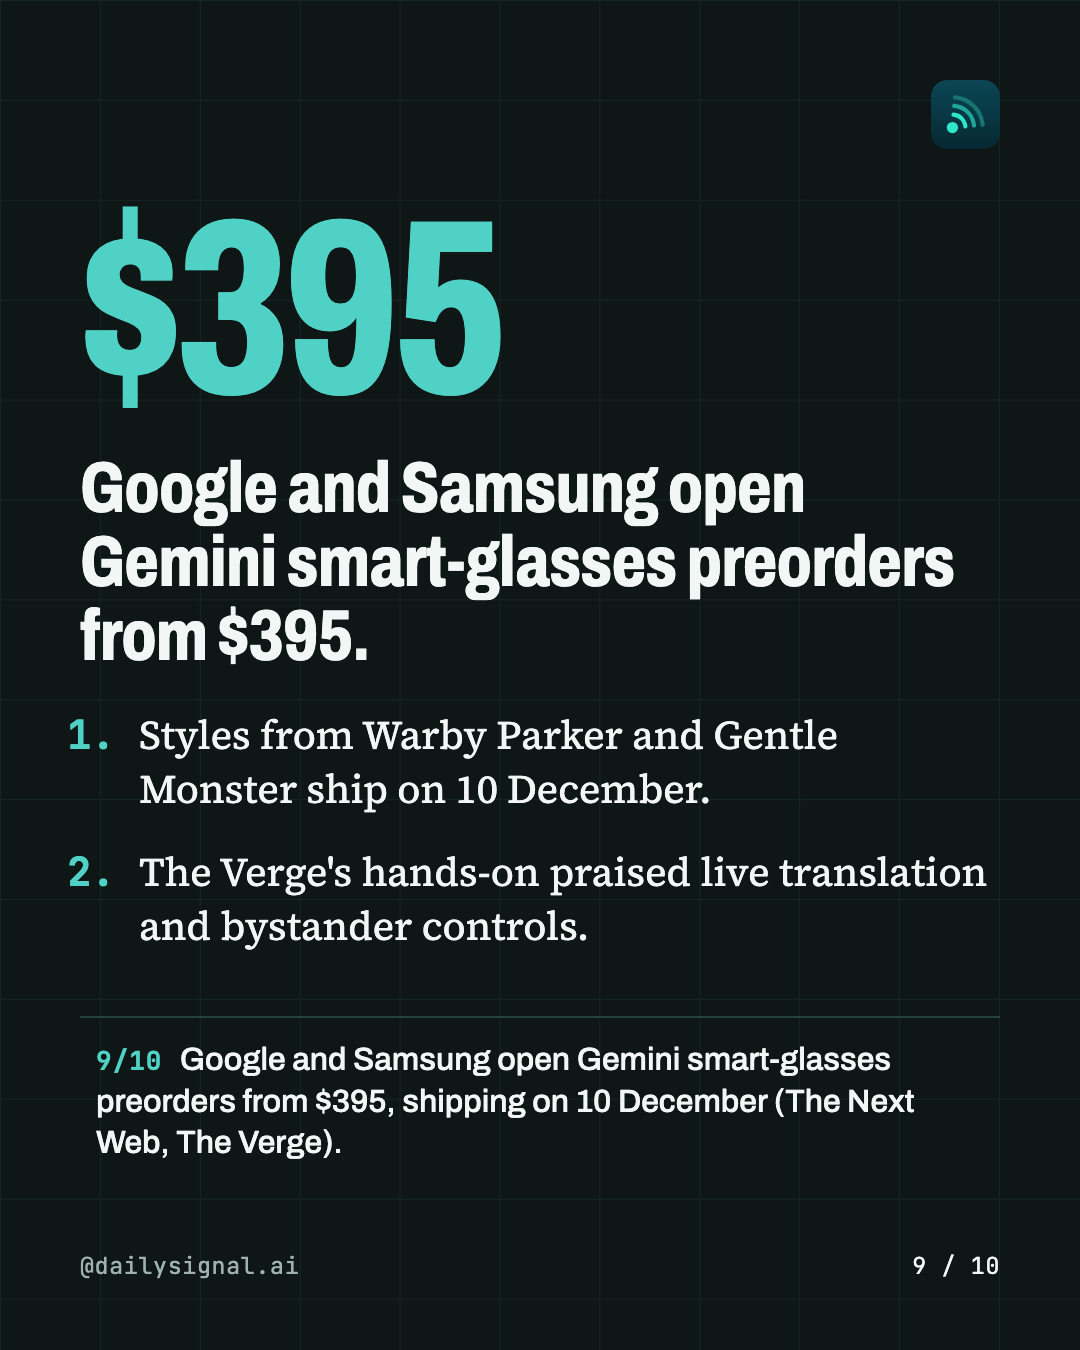 $395
Google and Samsung open
Gemini smart-glasses preorders
from $395.
1. Styles from Warby Parker and Gentle
Monster ship on 10 December.
2. The Verge's hands-on praised live translation
and bystander controls.
9/10 Google and Samsung open Gemini smart-glasses
preorders from $395, shipping on 10 December (The Next
Web, The Verge).
@dailysignal.ai
9 / 10